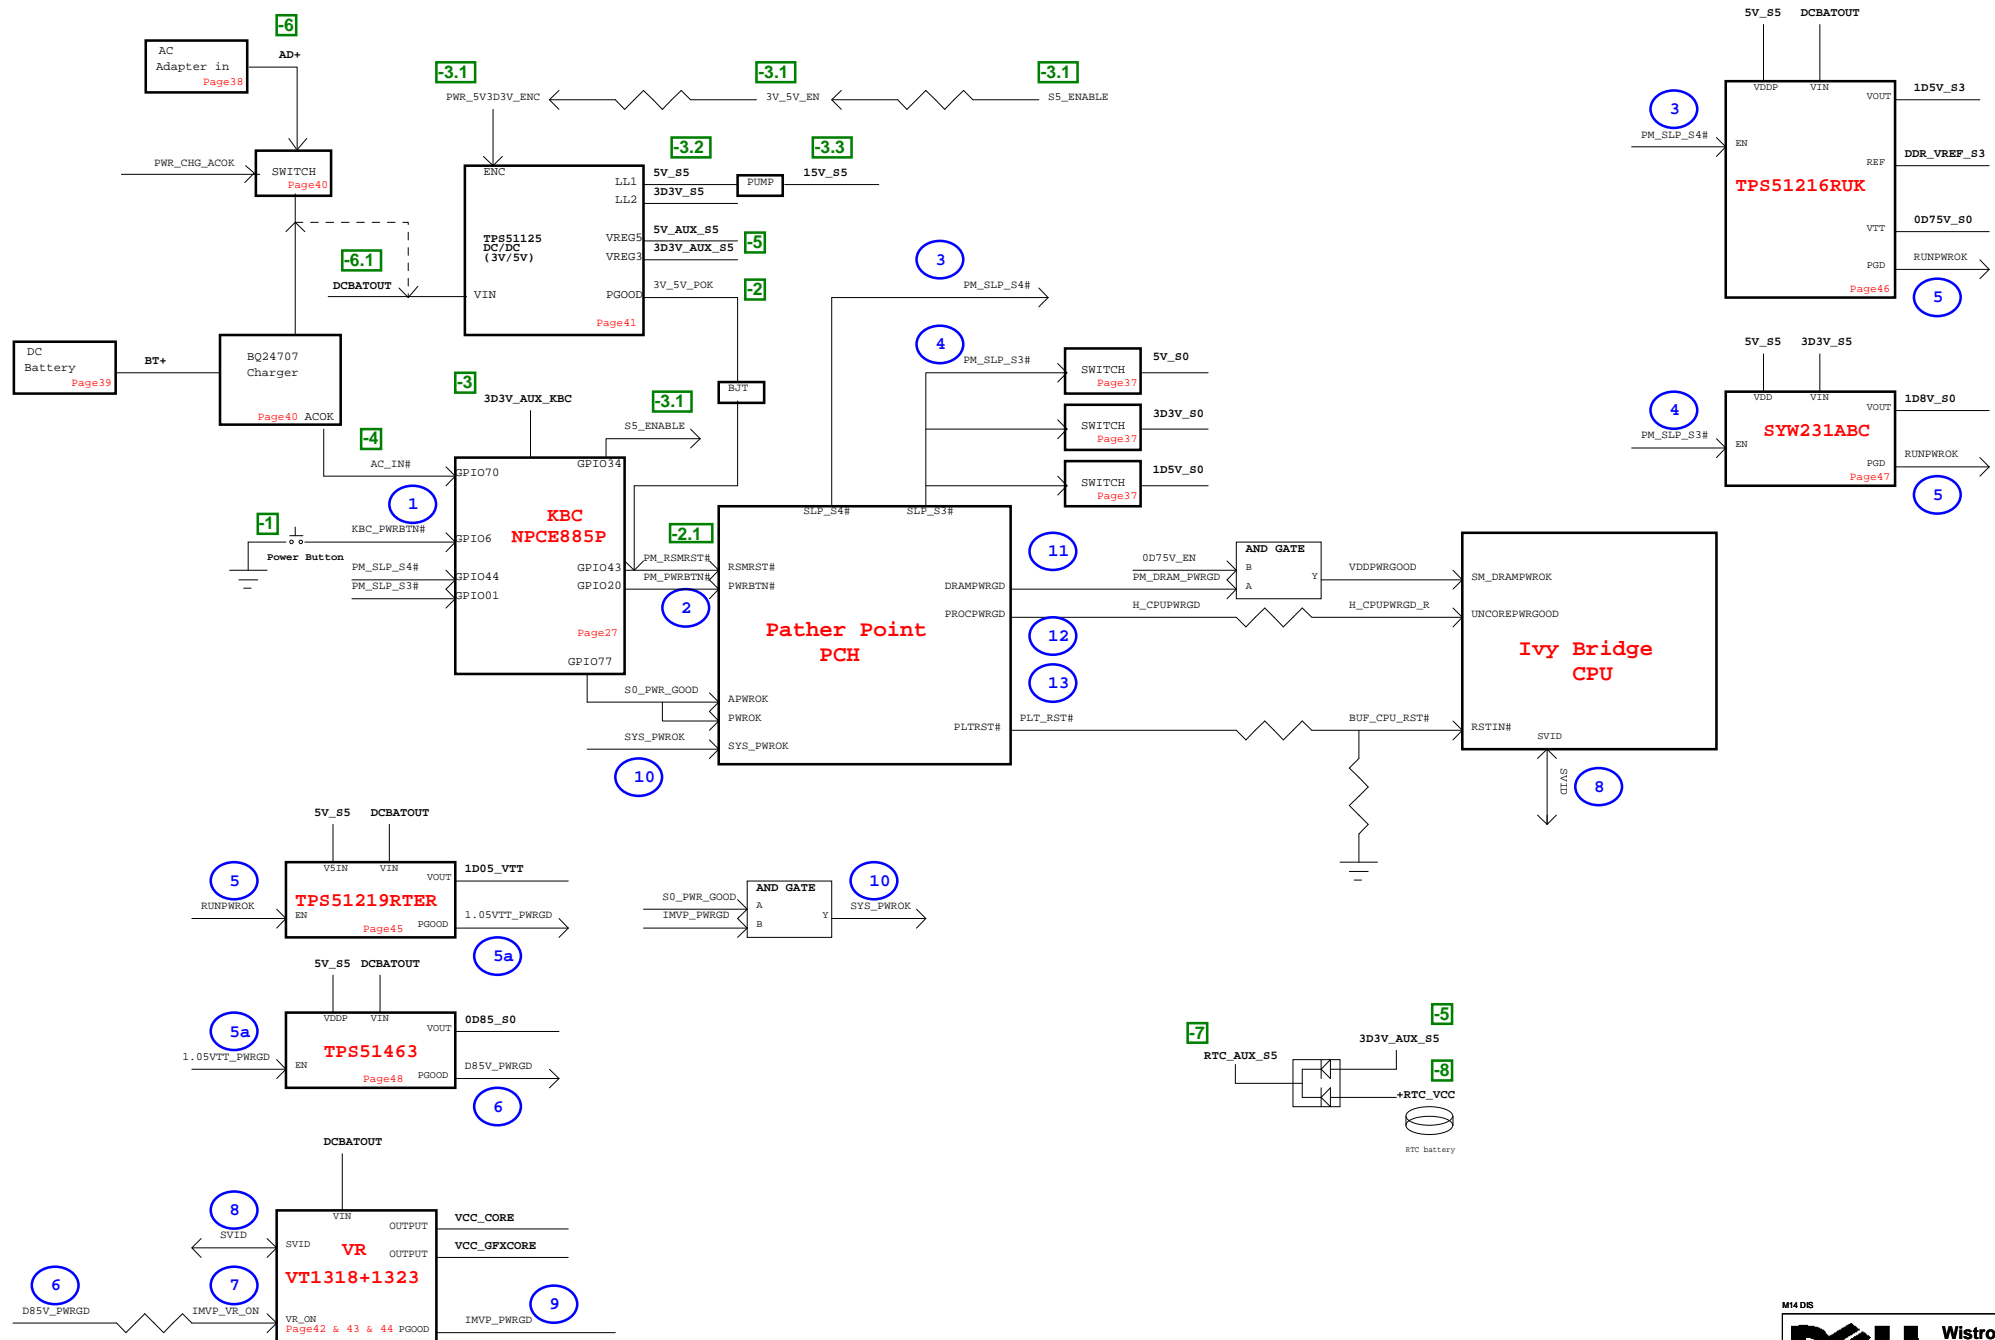 -6
AC
Adapter in
Page38
AD+
-3.1
PWR_5V3D3V_ENC
-3.1
3V_5V_EN
-3.1
S5_ENABLE
PWR_CHG_ACOK
SWITCH
Page40
-6.1
DCBATOUT
ENC
TPS51125
DC/DC
(3V/5V)
VIN
LL1
LL2
VREG5
VREG3
PGOOD
Page41
-3.2
5V_S5
3D3V_S5
PUMP
-3.3
15V_S5
5V_AUX_S5
3D3V_AUX_S5
-5
3V_5V_POK
-2
BJT
DC
Battery
Page39
BT+
BQ24707
Charger
Page40 ACOK
-4
AC_IN#
-3
3D3V_AUX_KBC
-3.1
S5_ENABLE
1
-1
KBC_PWRBTN#
Power Button
PM_SLP_S4#
PM_SLP_S3#
GPIO70
GPIO34
KBC
NPCE885P
GPIO6
GPIO43
GPIO44
GPIO20
GPIO01
Page27
GPIO77
-2.1
PM_RSMRST#
PM_PWRBTN#
2
S0_PWR_GOOD
SYS_PWROK
10
3
PM_SLP_S4#
4
PM_SLP_S3#
SWITCH
Page37
5V_S0
SWITCH
Page37
3D3V_S0
SWITCH
Page37
1D5V_S0
SLP_S4#
SLP_S3#
RSMRST#
PWRBTN#
DRAMPWRGD
PROCPWRGD
Pather Point
PCH
APWROK
PWROK
SYS_PWROK
PLTRST#
11
0D75V_EN
PM_DRAM_PWRGD
AND GATE
B
A
Y
VDDPWRGOOD
H_CPUPWRGD
H_CPUPWRGD_R
12
13
PLT_RST#
BUF_CPU_RST#
SM_DRAMPWROK
UNCOREPWRGOOD
Ivy Bridge
CPU
RSTIN#
SVID
SVID
8
5V_S5
DCBATOUT
3
PM_SLP_S4#
VDDP
VIN
VOUT
EN
REF
TPS51216RUK
VTT
PGD
Page46
1D5V_S3
DDR_VREF_S3
0D75V_S0
RUNPWROK
5
5V_S5
3D3V_S5
4
PM_SLP_S3#
VDD
VIN
VOUT
SYW231ABC
EN
PGD
Page47
1D8V_S0
RUNPWROK
5
5V_S5
DCBATOUT
5
RUNPWROK
V5IN
VIN
VOUT
TPS51219RTER
EN
Page45
PGOOD
1D05_VTT
1.05VTT_PWRGD
5a
S0_PWR_GOOD
IMVP_PWRGD
AND GATE
A
B
Y
10
SYS_PWROK
5V_S5
DCBATOUT
5a
1.05VTT_PWRGD
VDDP
VIN
VOUT
TPS51463
EN
Page48
PGOOD
0D85_S0
D85V_PWRGD
6
-7
RTC_AUX_S5
-5
3D3V_AUX_S5
-8
+RTC_VCC
RTC battery
DCBATOUT
8
SVID
7
6
D85V_PWRGD
IMVP_VR_ON
VIN
OUTPUT
SVID
VR
OUTPUT
VT1318+1323
VR_ON
Page42 & 43 & 44
PGOOD
VCC_CORE
VCC_GFXCORE
9
IMVP_PWRGD
M14 DIS
DELL
Wistro